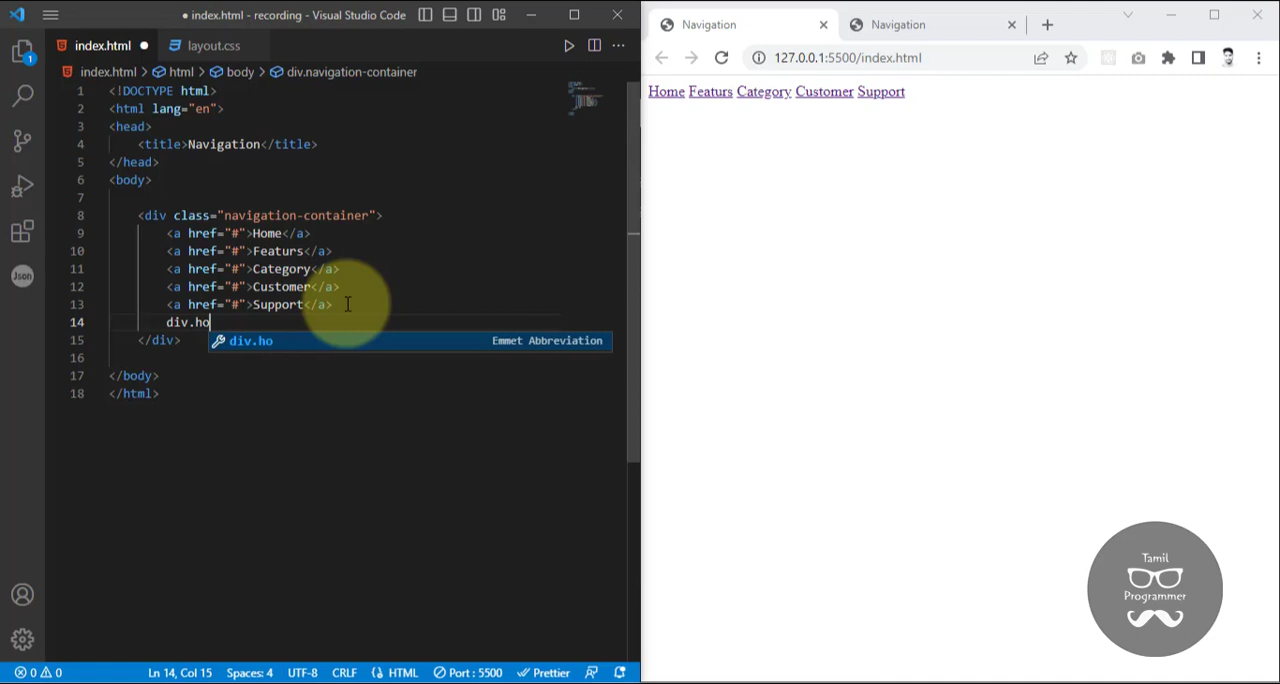 index.html - recording - Visual Studio Code
index.html
layout.css
index.html > html > body > div.navigation-container
1 <!DOCTYPE html>
2 <html lang="en">
3 <head>
4 <title>Navigation</title>
5 </head>
6 <body>
7
8 <div class="navigation-container">
9 <a href="#">Home</a>
10 <a href="#">Featurs</a>
11 <a href="#">Category</a>
12 <a href="#">Customer</a>
13 <a href="#">Support</a>
14 div.ho
div.ho Emmet Abbreviation
15 </div>
16
17 </body>
18 </html>
1
Json
0 0 Ln 14, Col 15 Spaces: 4 UTF-8 CRLF HTML Port : 5500 Prettier
Navigation
Navigation
127.0.0.1:5500/index.html
Home Featurs Category Customer Support
Tamil
Programmer